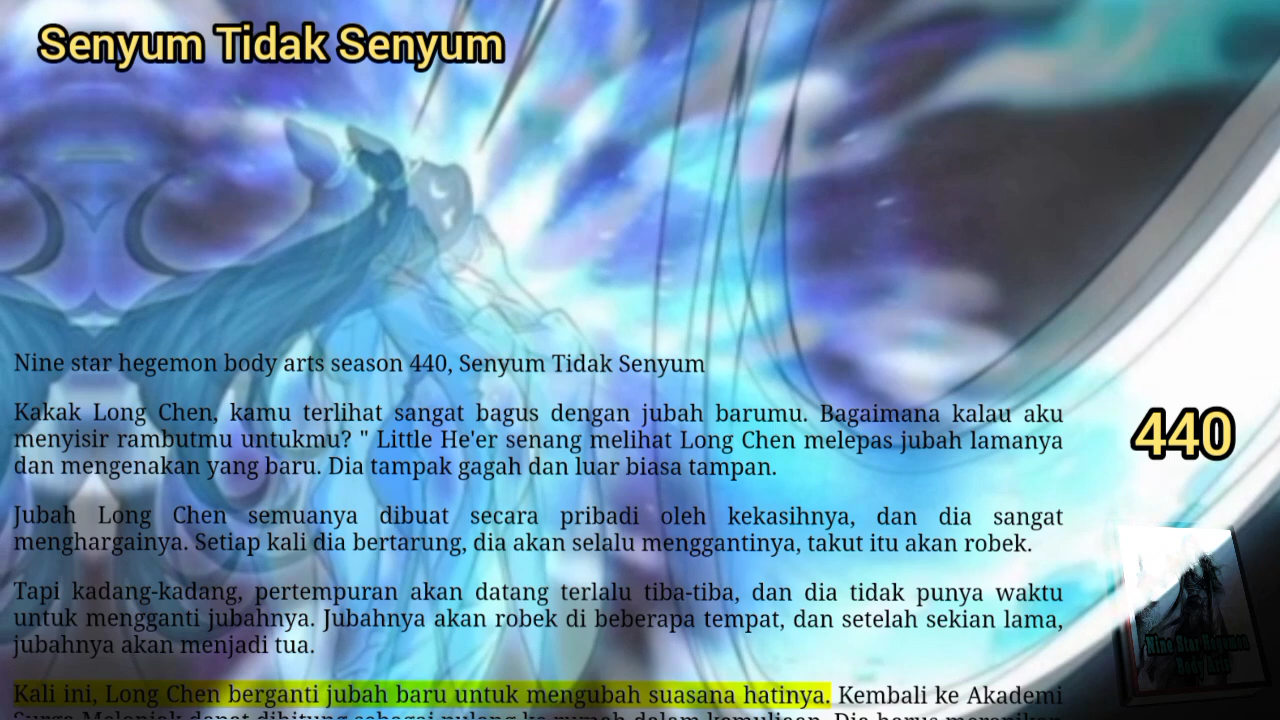 Senyum Tidak Senyum
Nine star hegemon body arts season 440, Senyum Tidak Senyum
Kakak Long Chen, kamu terlihat sangat bagus dengan jubah barumu. Bagaimana kalau aku
menyisir rambutmu untukmu? " Little He'er senang melihat Long Chen melepas jubah lamanya
dan mengenakan yang baru. Dia tampak gagah dan luar biasa tampan.
440
Jubah Long Chen semuanya dibuat secara pribadi oleh kekasihnya, dan dia sangat
menghargainya. Setiap kali dia bertarung, dia akan selalu menggantinya, takut itu akan robek.
Tapi kadang-kadang, pertempuran akan datang terlalu tiba-tiba, dan dia tidak punya waktu
untuk mengganti jubahnya. Jubahnya akan robek di beberapa tempat, dan setelah sekian lama,
jubahnya akan menjadi tua.
Nine Star Hegemon
Body Arts
Kali ini, Long Chen berganti jubah baru untuk mengubah suasana hatinya. Kembali ke Akademi